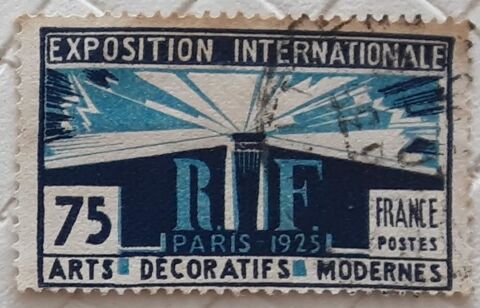 EXPOSITION INTERNATIONALE
R. F.
75
FRANCE
POSTES
PARIS-1925
ARTS DÉCORATIFS MODERNES